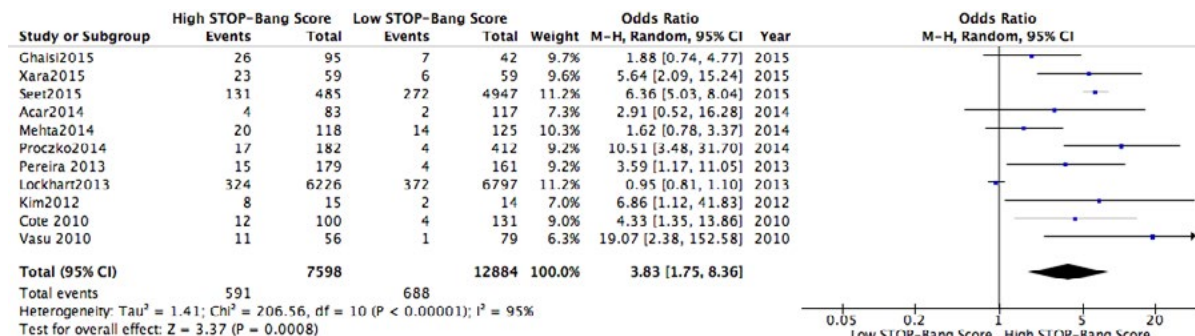 High STOP-Bang Score Low STOP-Bang Score Odds Ratio Odds Ratio
Study or Subgroup Events Total Events Total Weight M-H, Random, 95% CI Year M-H, Random, 95% CI
Ghaisi2015 26 95 7 42 9.7% 1.88 [0.74, 4.77] 2015
Xara2015 23 59 6 59 9.6% 5.64 [2.09, 15.24] 2015
Seet2015 131 485 272 4947 11.2% 6.36 [5.03, 8.04] 2015
Acar2014 4 83 2 117 7.4% 2.91 [0.52, 16.28] 2014
Mehta2014 20 118 14 125 10.3% 1.62 [0.78, 3.37] 2014
Proczko2014 17 182 4 412 9.2% 10.51 [3.48, 31.70] 2014
Pereira 2013 15 179 4 161 9.2% 3.59 [1.17, 11.05] 2013
Lockhart2013 324 6226 372 6797 11.2% 0.95 [0.81, 1.10] 2013
Kim2012 8 15 2 14 7.0% 6.86 [1.12, 41.83] 2012
Cote 2010 12 100 4 131 9.0% 4.33 [1.35, 13.86] 2010
Vasu 2010 11 56 1 79 6.3% 19.07 [2.38, 152.58] 2010
Total (95% CI) 7598 12884 100.0% 3.83 [1.75, 8.36]
Total events 591 688
Heterogeneity: Tau² = 1.41; Chi² = 206.56, df = 10 (P < 0.00001); I² = 95%
Test for overall effect: Z = 3.37 (P = 0.0008)
0.05 0.2 1 5 20
Low STOP-Bang Score High STOP-Bang Score